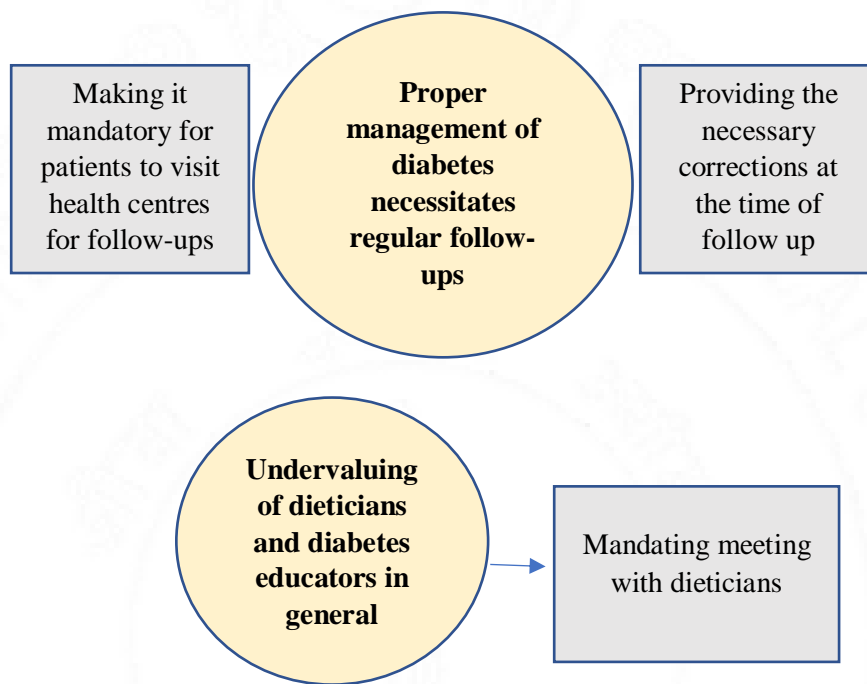 Making it
mandatory for
patients to visit
health centres
for follow-ups
Proper
management of
diabetes
necessitates
regular follow-
ups
Providing the
necessary
corrections at
the time of
follow up
Undervaluing
of dieticians
and diabetes
educators in
general
Mandating meeting
with dieticians